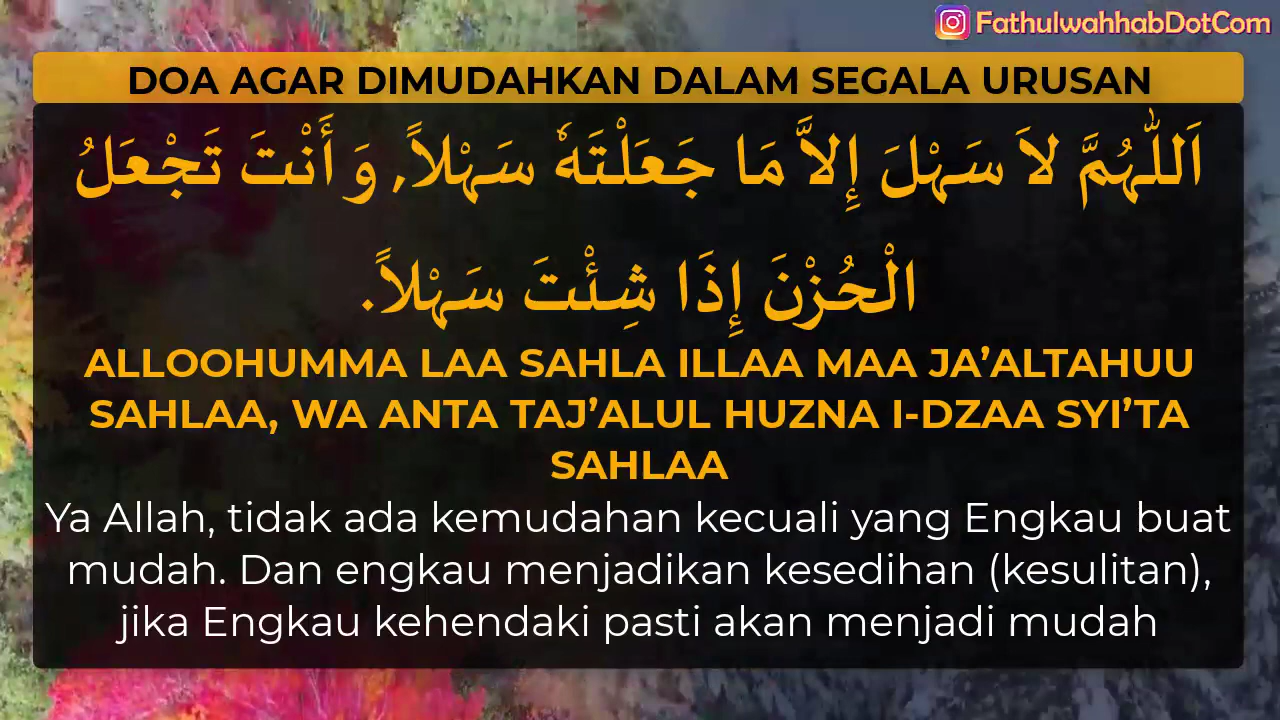 FathulwahhabDotCom
DOA AGAR DIMUDAHKAN DALAM SEGALA URUSAN
اَللّٰهُمَّ لاَ سَهْلَ إِلاَّ مَا جَعَلْتَهٗ سَهْلاً, وَ أَنْتَ تَجْعَلُ
الْحُزْنَ إِذَا شِئْتَ سَهْلاً.
ALLOOHUMMA LAA SAHLA ILLAA MAA JA’ALTAHUU
SAHLAA, WA ANTA TAJ’ALUL HUZNA I-DZAA SYI’TA
SAHLAA
Ya Allah, tidak ada kemudahan kecuali yang Engkau buat
mudah. Dan engkau menjadikan kesedihan (kesulitan),
jika Engkau kehendaki pasti akan menjadi mudah